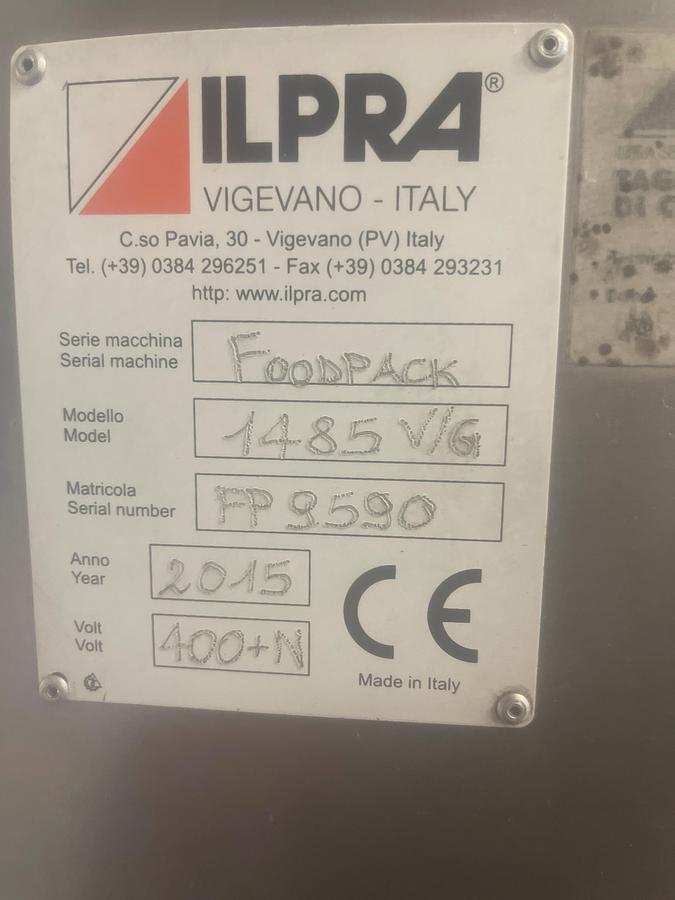 ILPRA®
VIGEVANO - ITALY
C.so Pavia, 30 - Vigevano (PV) Italy
Tel. (+39) 0384 296251 - Fax (+39) 0384 293231
http: www.ilpra.com
Serie macchina
Serial machine
FOODPACK
Modello
Model
1485 V/G
Matricola
Serial number
FP 9590
Anno
Year
2015
Volt
Volt
400+N
CE
Made in Italy
DI